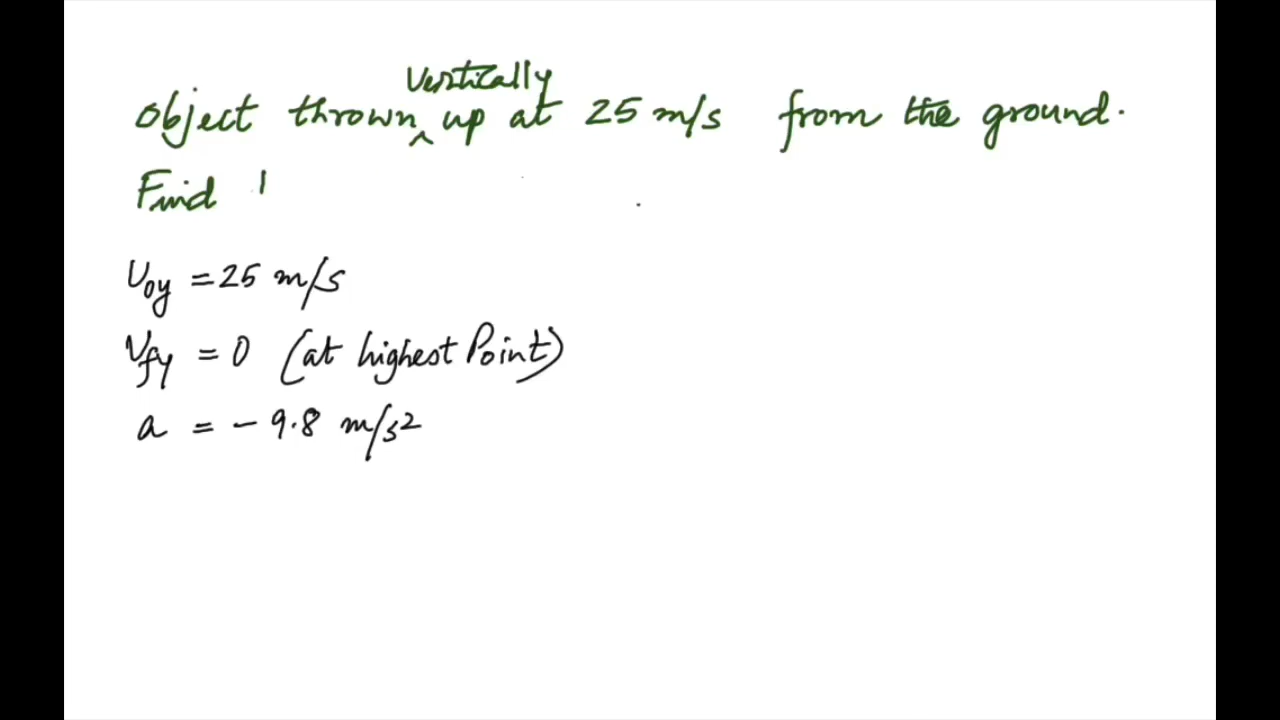 Object thrown vertically up at 25 m/s from the ground.
Find
V₀y = 25 m/s
Vfy = 0 (at highest Point)
a = - 9.8 m/s²